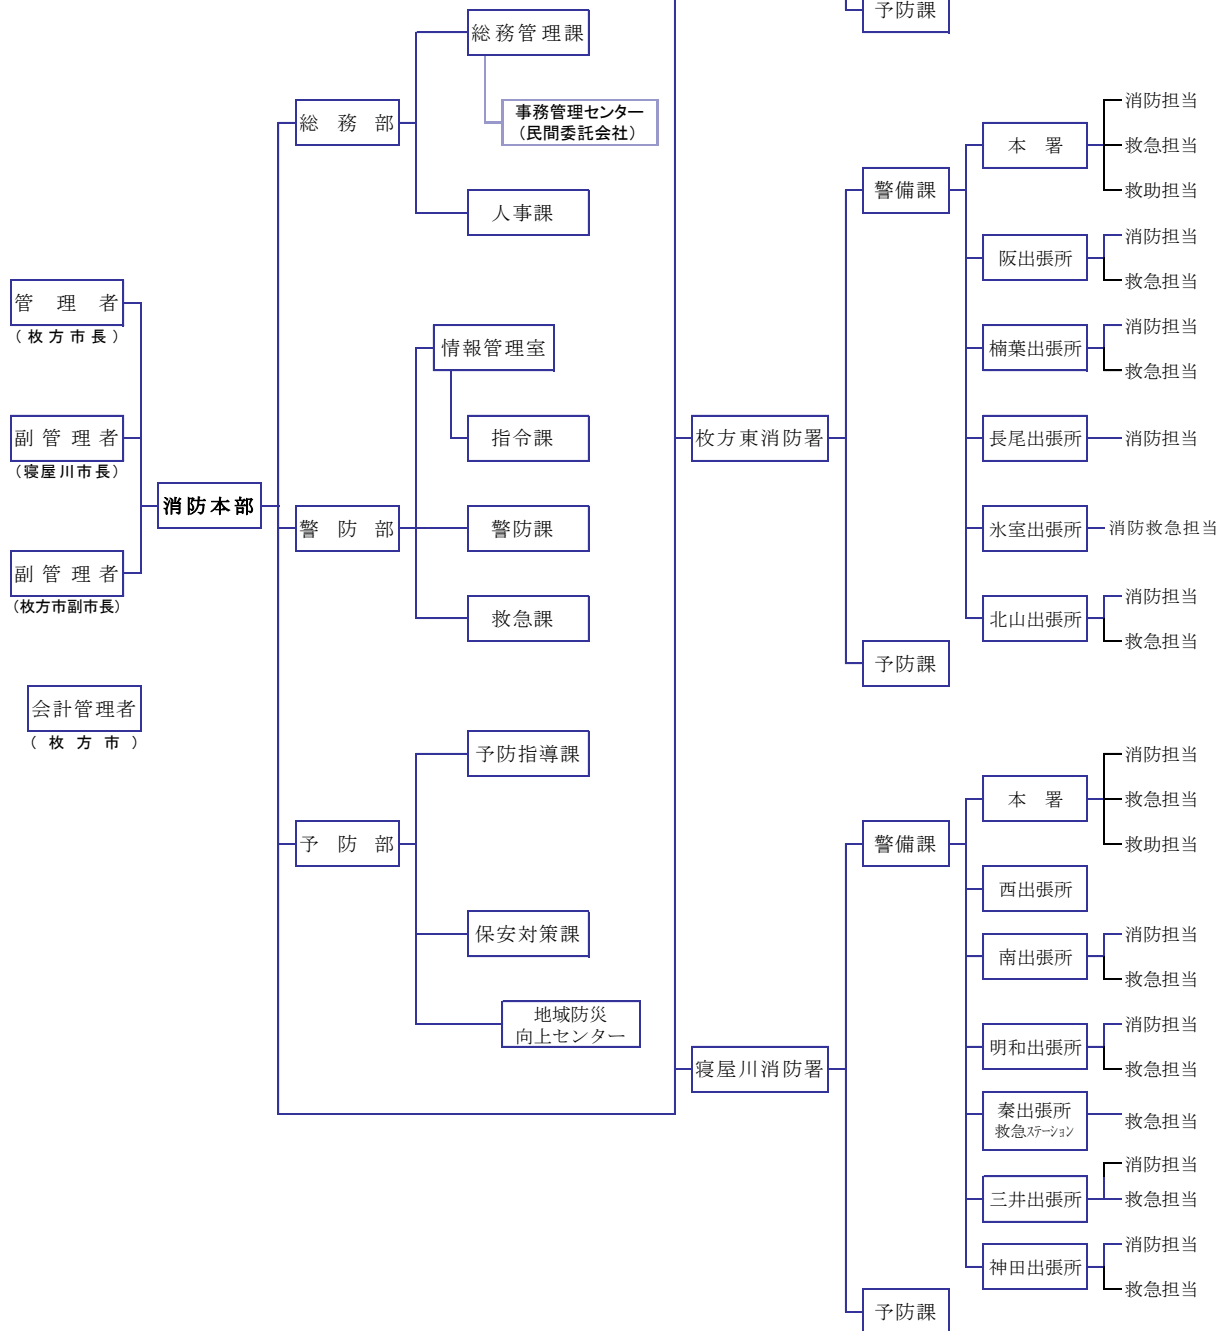 管理者
（枚方市長）
副管理者
（寝屋川市長）
副管理者
（枚方市副市長）
会計管理者
（枚方市）
消防本部
総務部
総務管理課
事務管理センター
（民間委託会社）
人事課
警防部
情報管理室
指令課
警防課
救急課
予防部
予防指導課
保安対策課
地域防災
向上センター
予防課
枚方東消防署
警備課
本署
消防担当
救急担当
救助担当
阪出張所
消防担当
救急担当
楠葉出張所
消防担当
救急担当
長尾出張所
消防担当
氷室出張所
消防救急担当
北山出張所
消防担当
救急担当
予防課
寝屋川消防署
警備課
本署
消防担当
救急担当
救助担当
西出張所
南出張所
消防担当
救急担当
明和出張所
消防担当
救急担当
秦出張所
救急ｽﾃｰｼｮﾝ
救急担当
三井出張所
消防担当
救急担当
神田出張所
消防担当
救急担当
予防課